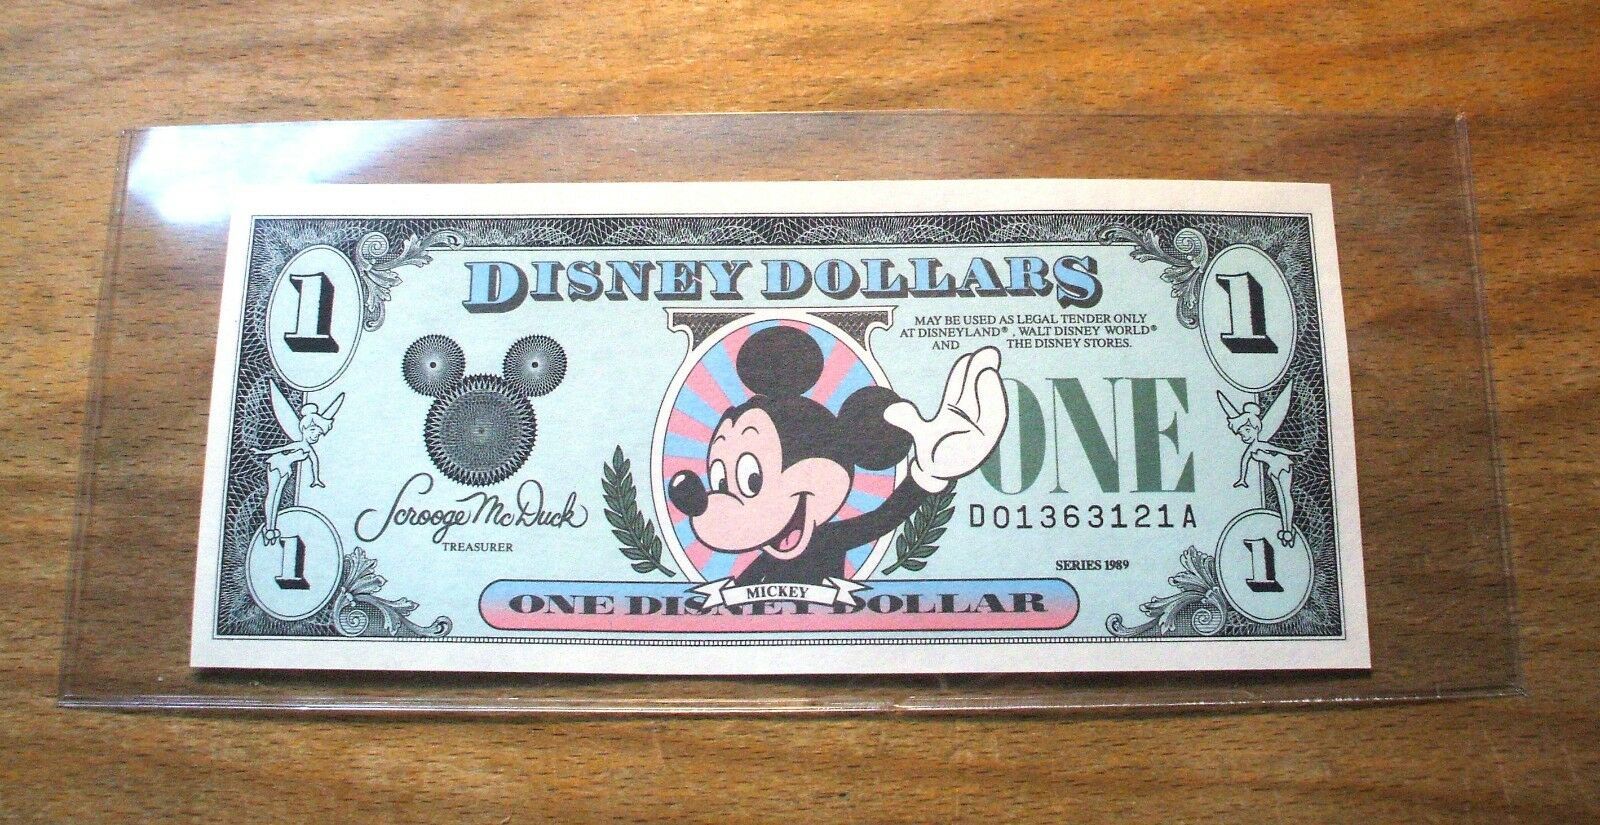 1
1
DISNEY DOLLARS
MAY BE USED AS LEGAL TENDER ONLY
AT DISNEYLAND®, WALT DISNEY WORLD®
AND THE DISNEY STORES.
ONE
Scrooge McDuck
TREASURER
D01363121A
SERIES 1989
1
1
MICKEY
ONE DISNEY DOLLAR